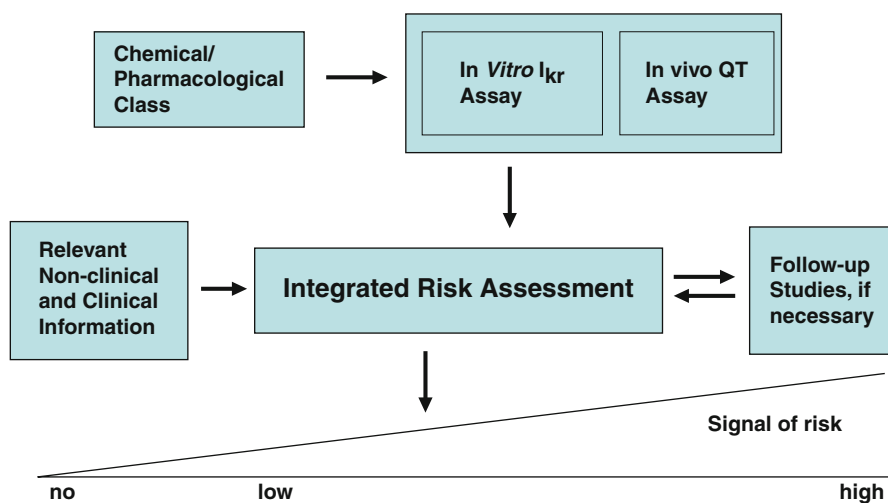 Chemical/
Pharmacological
Class
In Vitro Ikr
Assay
In vivo QT
Assay
Relevant
Non-clinical
and Clinical
Information
Integrated Risk Assessment
Follow-up
Studies, if
necessary
Signal of risk
no low high